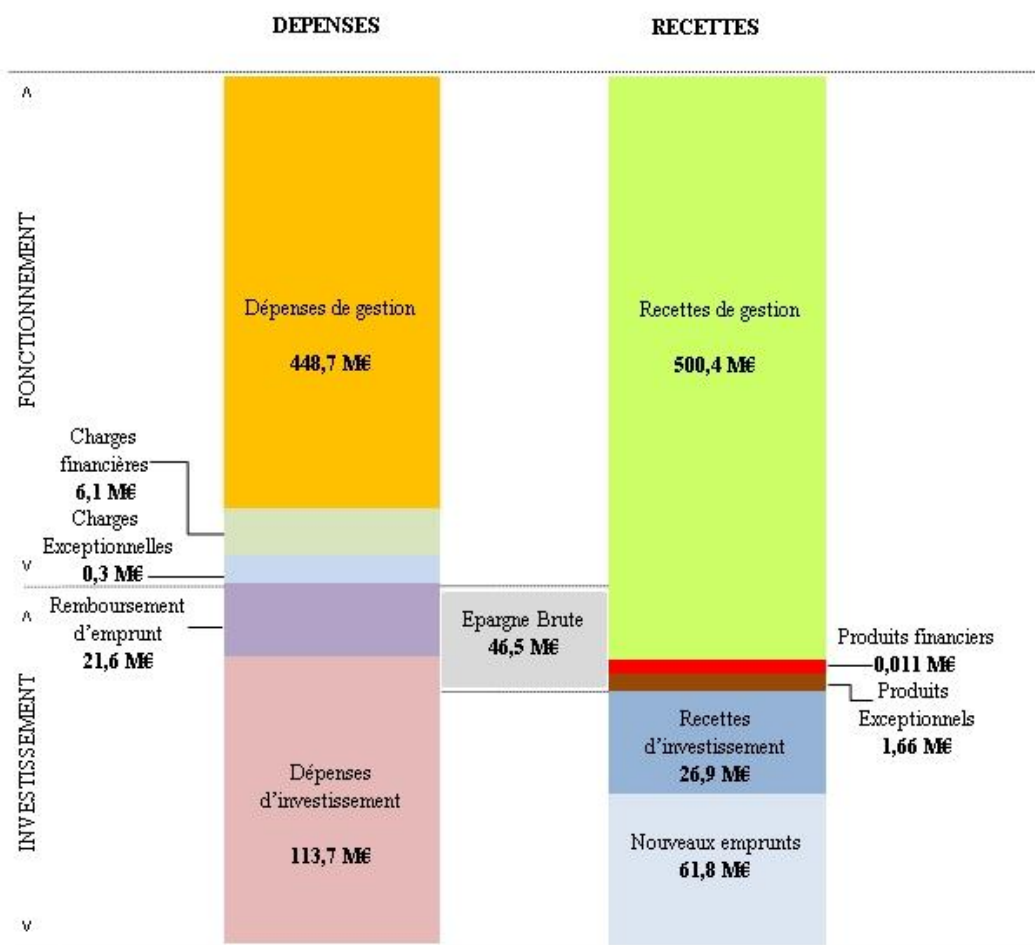 DEPENSES
RECETTES
FONCTIONNEMENT
Dépenses de gestion
448,7 M€
Recettes de gestion
500,4 M€
Charges
financières
6,1 M€
Charges
Exceptionnelles
0,3 M€
Remboursement
d'emprunt
21,6 M€
Epargne Brute
46,5 M€
Produits financiers
0,011 M€
Produits
Exceptionnels
1,66 M€
INVESTISSEMENT
Dépenses
d'investissement
113,7 M€
Recettes
d'investissement
26,9 M€
Nouveaux emprunts
61,8 M€